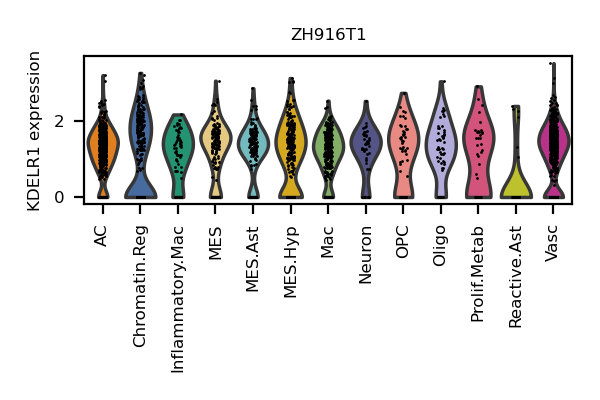 ZH916T1
KDELR1 expression
2
0
AC
Chromatin.Reg
Inflammatory.Mac
MES
MES.Ast
MES.Hyp
Mac
Neuron
OPC
Oligo
Prolif.Metab
Reactive.Ast
Vasc